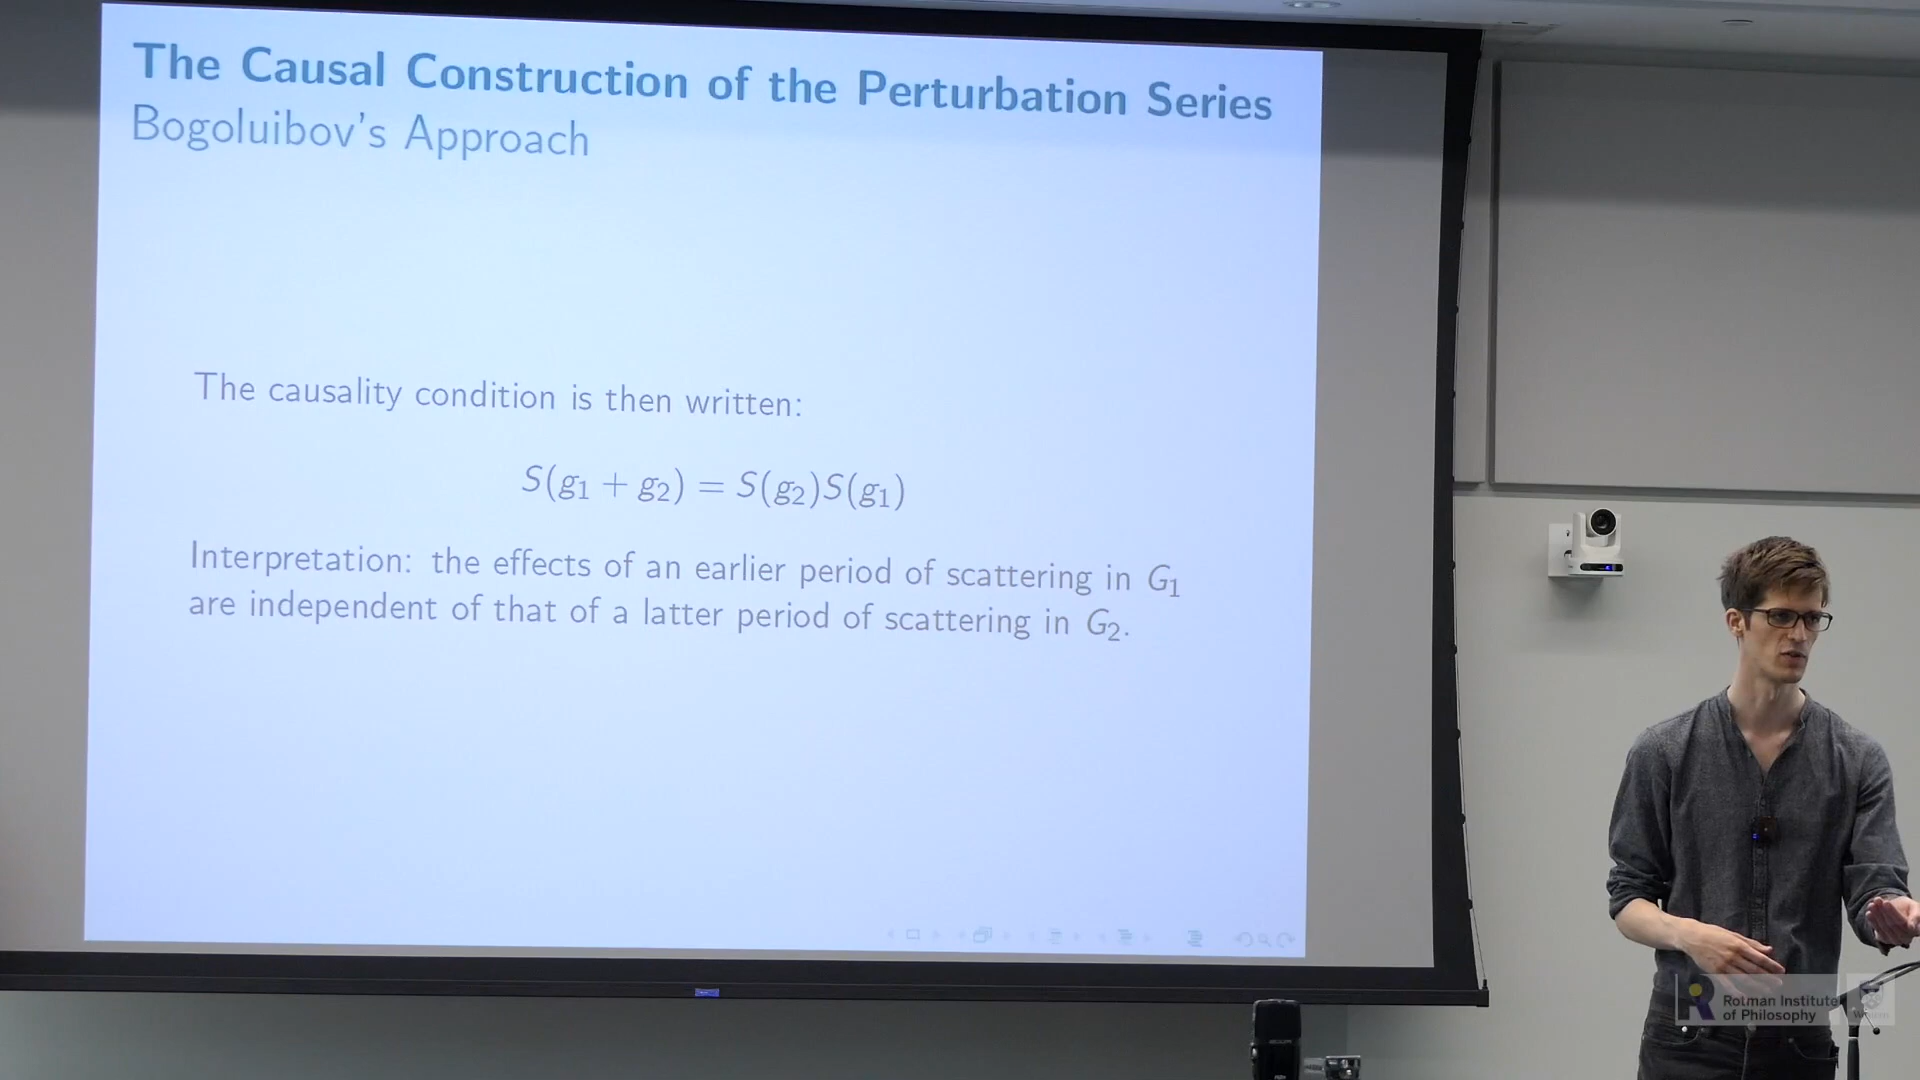 The Causal Construction of the Perturbation Series
Bogoluibov's Approach
The causality condition is then written:
S(g₁ + g₂) = S(g₂)S(g₁)
Interpretation: the effects of an earlier period of scattering in G₁
are independent of that of a latter period of scattering in G₂.
Rotman Institute
of Philosophy